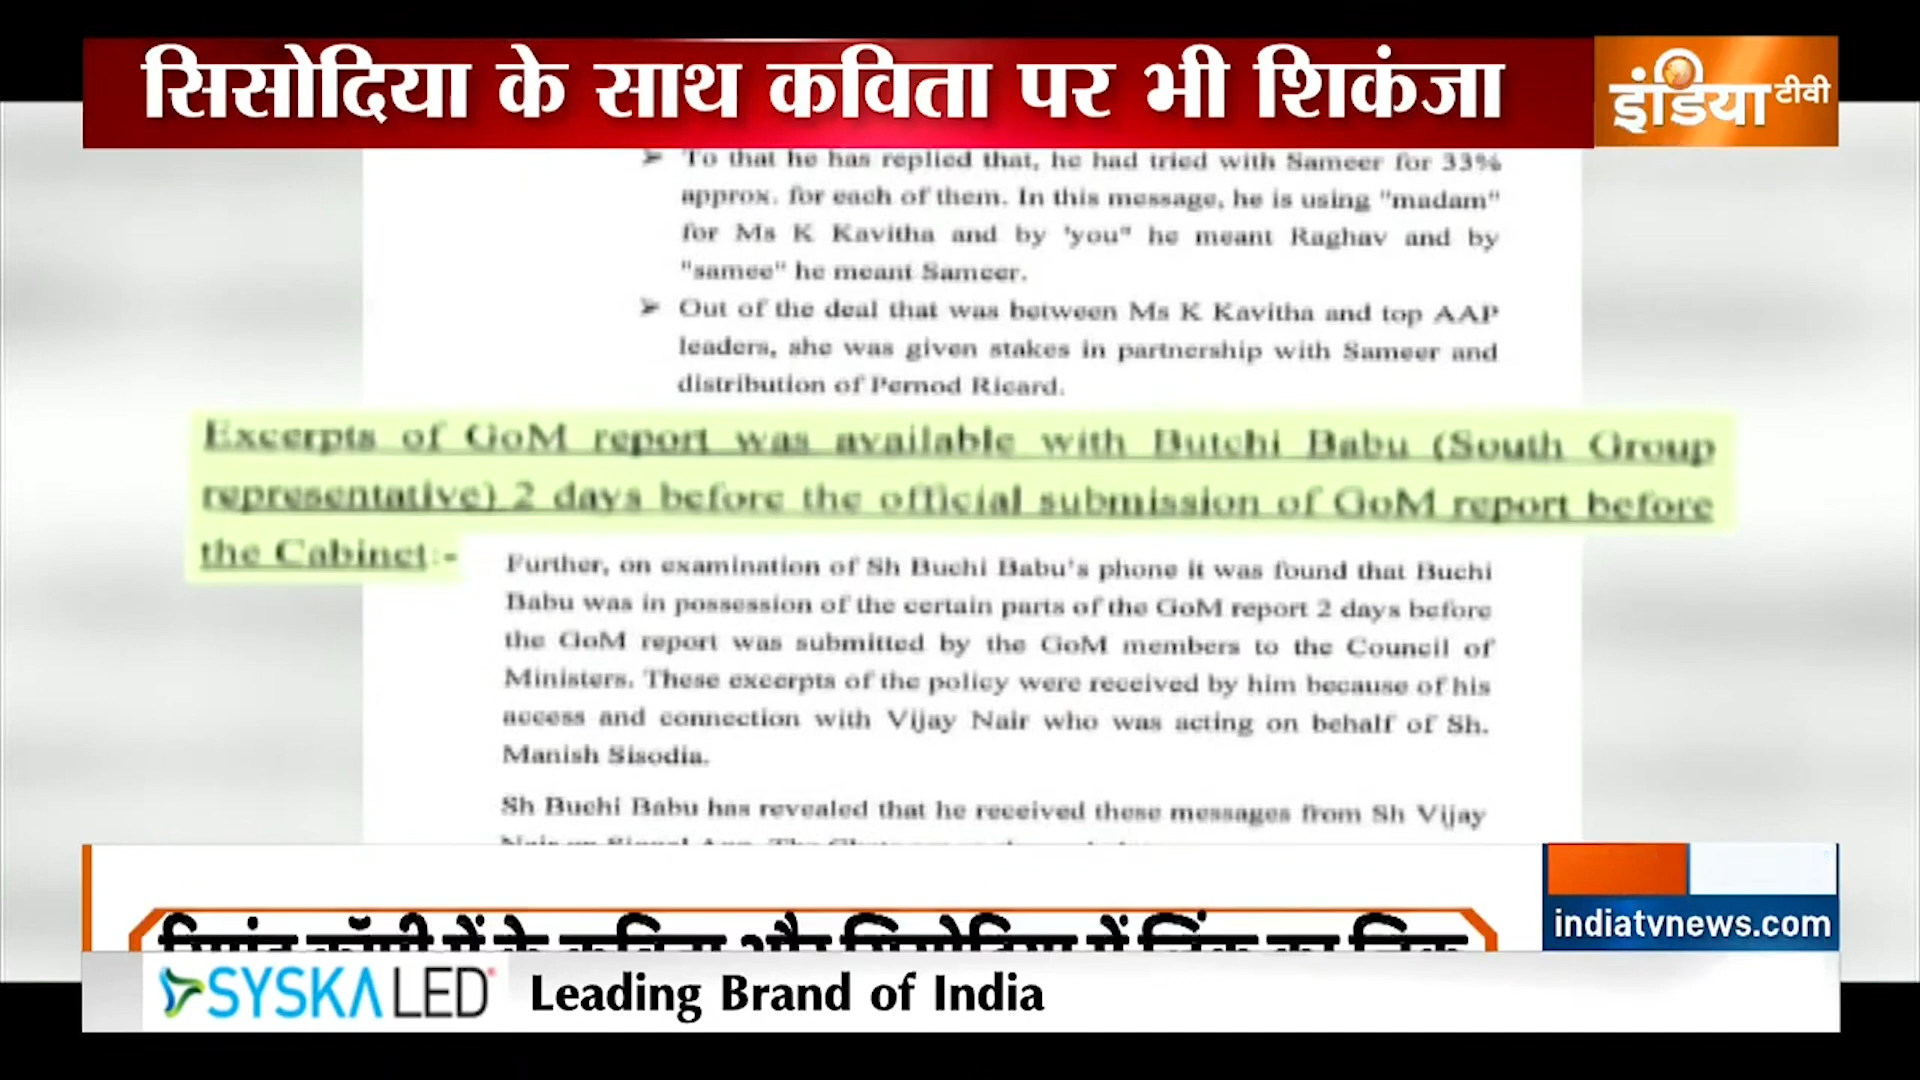 सिसोदिया के साथ कविता पर भी शिकंजा
इंडिया टीवी
➢ To that he has replied that, he had tried with Sameer for 33%
approx. for each of them. In this message, he is using "madam"
for Ms K Kavitha and by 'you" he meant Raghav and by
"samee" he meant Sameer.
➢ Out of the deal that was between Ms K Kavitha and top AAP
leaders, she was given stakes in partnership with Sameer and
distribution of Pernod Ricard.
Excerpts of GoM report was available with Butchi Babu (South Group
representative) 2 days before the official submission of GoM report before
the Cabinet:-
Further, on examination of Sh Buchi Babu's phone it was found that Buchi
Babu was in possession of the certain parts of the GoM report 2 days before
the GoM report was submitted by the GoM members to the Council of
Ministers. These excerpts of the policy were received by him because of his
access and connection with Vijay Nair who was acting on behalf of Sh.
Manish Sisodia.
Sh Buchi Babu has revealed that he received these messages from Sh Vijay
indiatvnews.com
SYSKA LED
Leading Brand of India